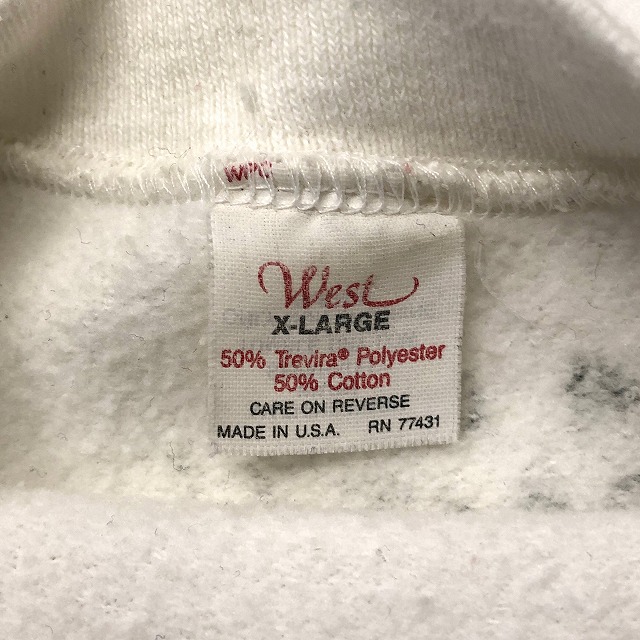 West
X-LARGE
50% Trevira® Polyester
50% Cotton
CARE ON REVERSE
MADE IN U.S.A. RN 77431